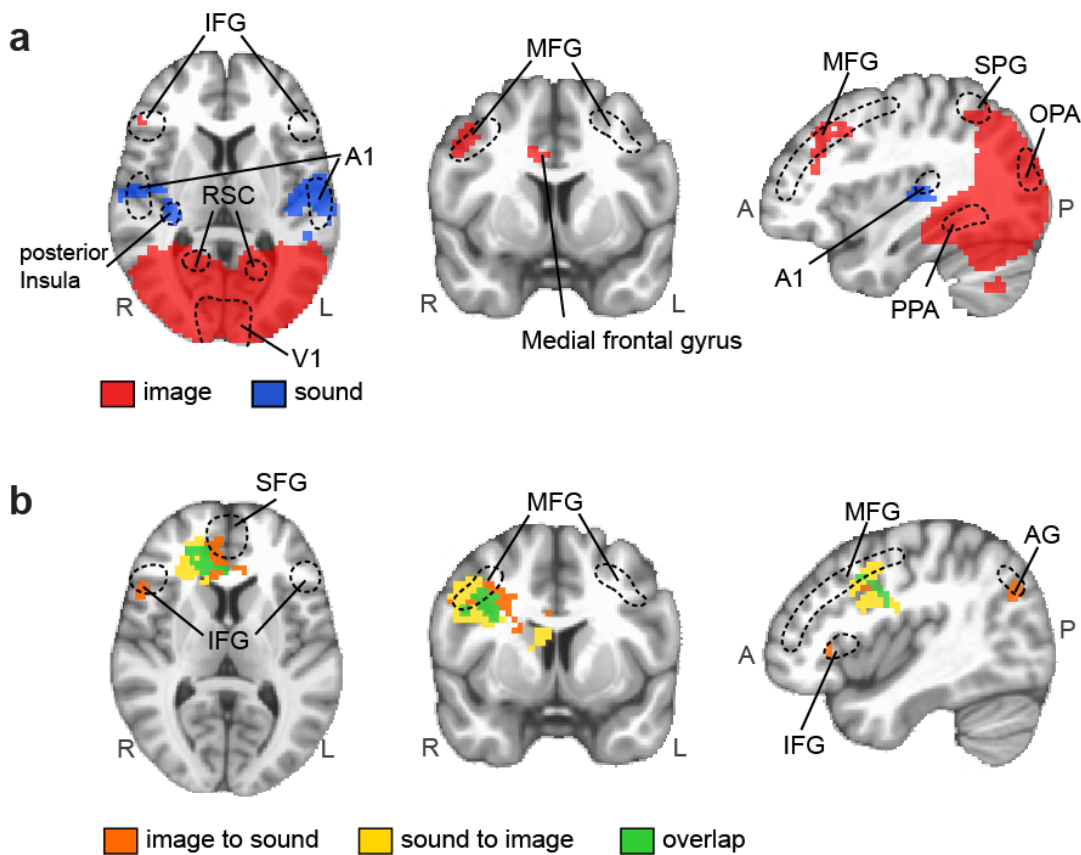 a
IFG
A1
RSC
posterior
Insula
R
L
V1
MFG
R
L
Medial frontal gyrus
MFG
SPG
OPA
A
P
A1
PPA
image
sound
b
SFG
IFG
R
L
MFG
R
L
MFG
AG
A
P
IFG
image to sound
sound to image
overlap